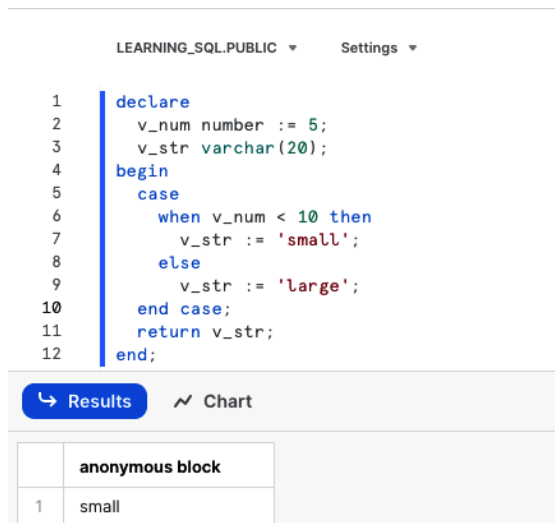 LEARNING_SQL.PUBLIC Settings
1 declare
2 v_num number := 5;
3 v_str varchar(20);
4 begin
5 case
6 when v_num < 10 then
7 v_str := 'small';
8 else
9 v_str := 'large';
10 end case;
11 return v_str;
12 end;
Results Chart
anonymous block
1 small